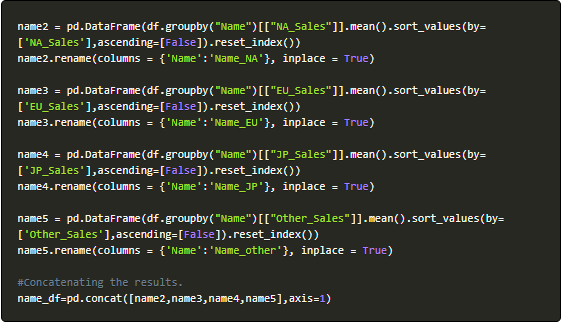 name2 = pd.DataFrame(df.groupby("Name")[["NA_Sales"]].mean().sort_values(by=
['NA_Sales'],ascending=[False]).reset_index())
name2.rename(columns = {'Name':'Name_NA'}, inplace = True)

name3 = pd.DataFrame(df.groupby("Name")[["EU_Sales"]].mean().sort_values(by=
['EU_Sales'],ascending=[False]).reset_index())
name3.rename(columns = {'Name':'Name_EU'}, inplace = True)

name4 = pd.DataFrame(df.groupby("Name")[["JP_Sales"]].mean().sort_values(by=
['JP_Sales'],ascending=[False]).reset_index())
name4.rename(columns = {'Name':'Name_JP'}, inplace = True)

name5 = pd.DataFrame(df.groupby("Name")[["Other_Sales"]].mean().sort_values(by=
['Other_Sales'],ascending=[False]).reset_index())
name5.rename(columns = {'Name':'Name_other'}, inplace = True)

#Concatenating the results.
name_df=pd.concat([name2,name3,name4,name5],axis=1)